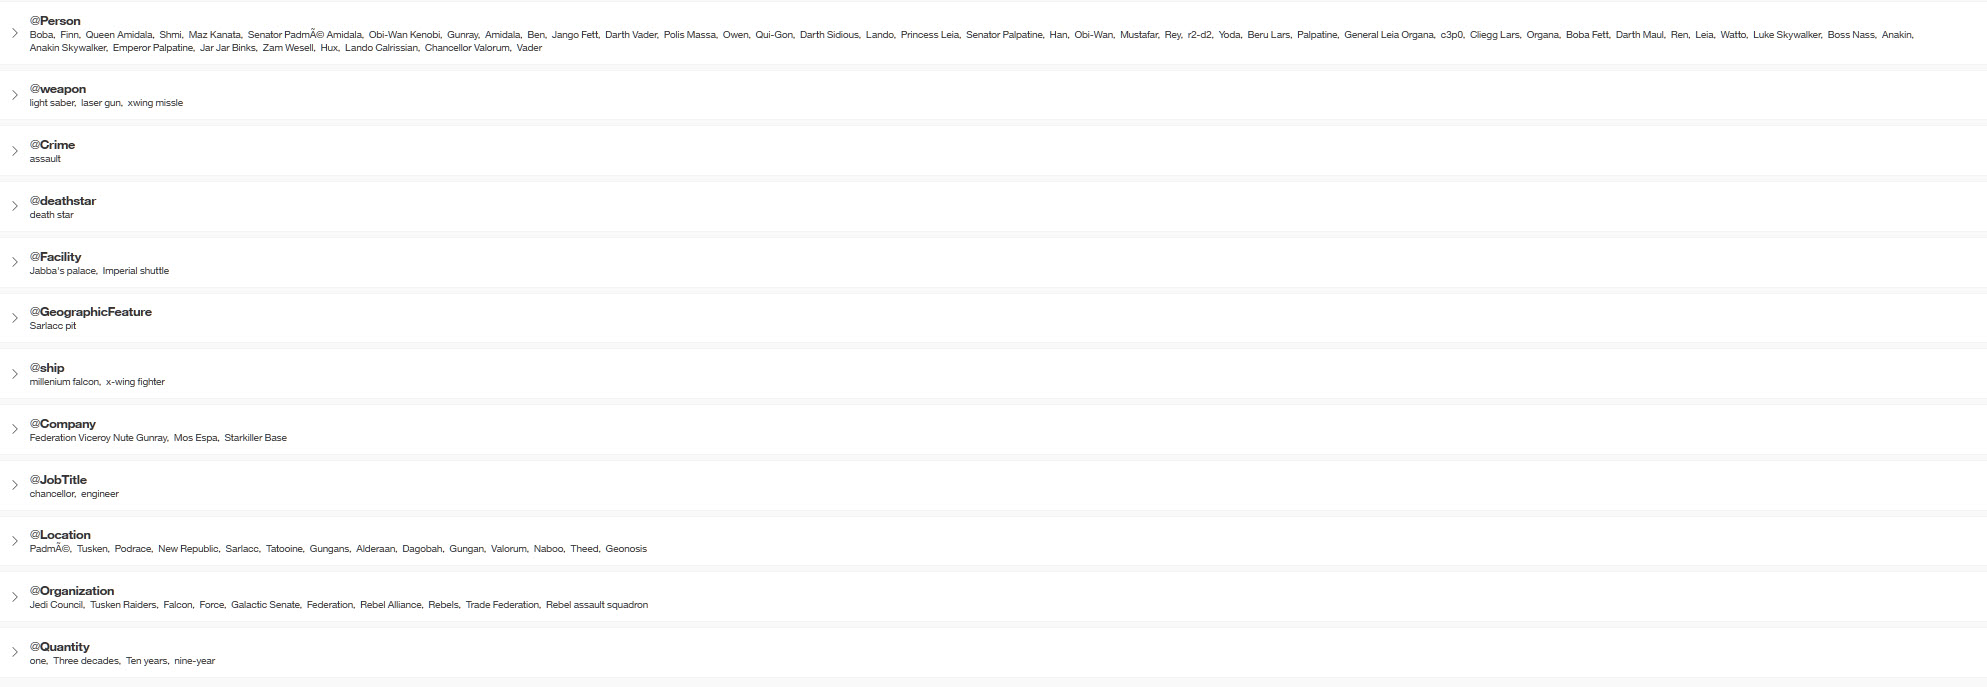 @Person
Boba, Finn, Queen Amidala, Shmi, Maz Kanata, Senator PadmÃ© Amidala, Obi-Wan Kenobi, Gunray, Amidala, Ben, Jango Fett, Darth Vader, Polis Massa, Owen, Qui-Gon, Darth Sidious, Lando, Princess Leia, Senator Palpatine, Han, Obi-Wan, Mustafar, Rey, r2-d2, Yoda, Beru Lars, Palpatine, General Leia Organa, c3p0, Cliegg Lars, Organa, Boba Fett, Darth Maul, Ren, Leia, Watto, Luke Skywalker, Boss Nass, Anakin,
Anakin Skywalker, Emperor Palpatine, Jar Jar Binks, Zam Wesell, Hux, Lando Calrissian, Chancellor Valorum, Vader
@weapon
light saber, laser gun, xwing missle
@Crime
assault
@deathstar
death star
@Facility
Jabba's palace, Imperial shuttle
@GeographicFeature
Sarlacc pit
@ship
millenium falcon, x-wing fighter
@Company
Federation Viceroy Nute Gunray, Mos Espa, Starkiller Base
@JobTitle
chancellor, engineer
@Location
PadmÃ©, Tusken, Podrace, New Republic, Sarlacc, Tatooine, Gungans, Alderaan, Dagobah, Gungan, Valorum, Naboo, Theed, Geonosis
@Organization
Jedi Council, Tusken Raiders, Falcon, Force, Galactic Senate, Federation, Rebel Alliance, Rebels, Trade Federation, Rebel assault squadron
@Quantity
one, Three decades, Ten years, nine-year